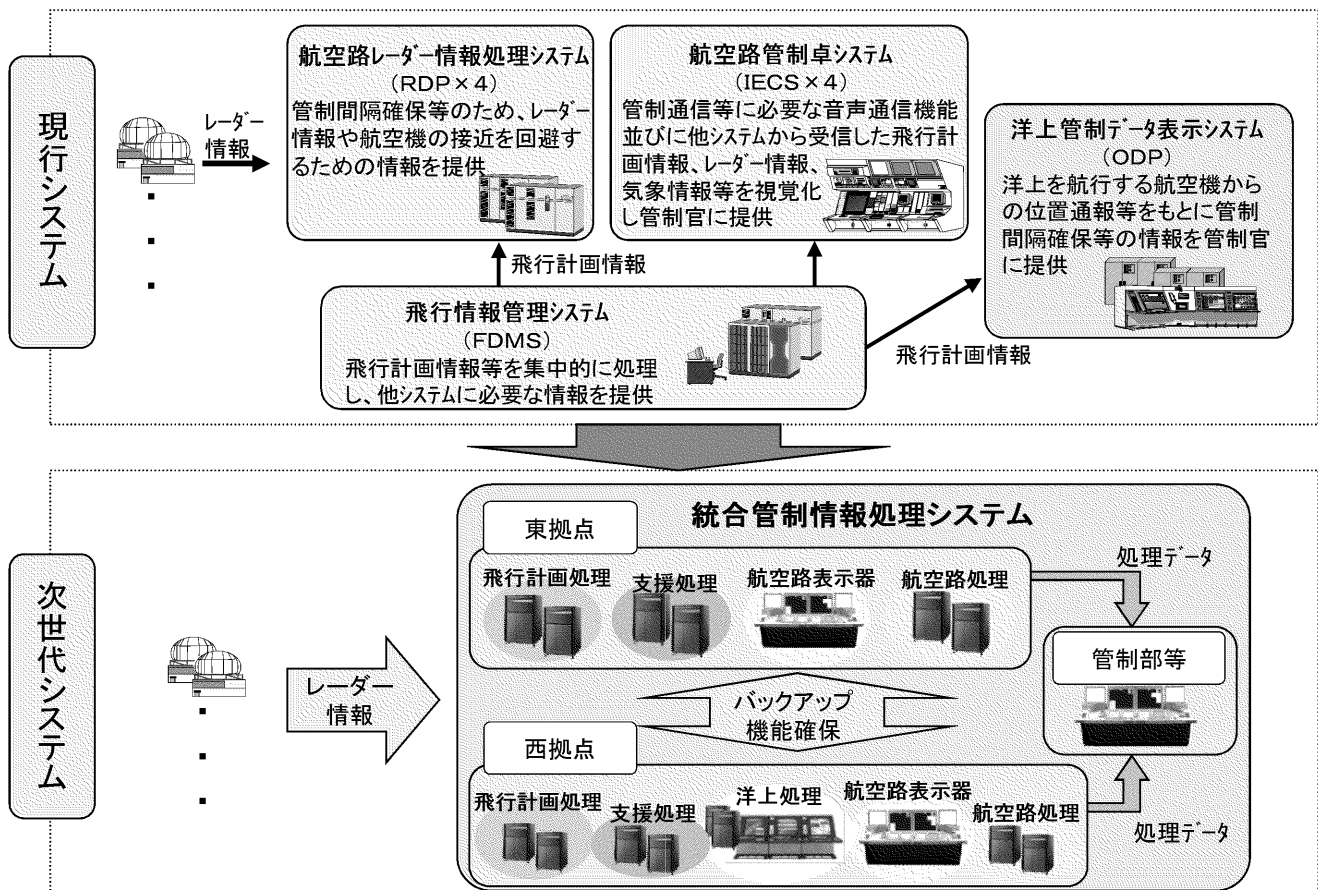 現行システム
レーダー
情報
航空路レーダー情報処理システム
(RDP×4)
管制間隔確保等のため、レーダー
情報や航空機の接近を回避す
るための情報を提供
航空路管制卓システム
(IECS×4)
管制通信等に必要な音声通信機能
並びに他システムから受信した飛行計
画情報、レーダー情報、
気象情報等を視覚化
し管制官に提供
洋上管制データ表示システム
(ODP)
洋上を航行する航空機から
の位置通報等をもとに管制
間隔確保等の情報を管制官
に提供
飛行計画情報
飛行情報管理システム
(FDMS)
飛行計画情報等を集中的に処理
し、他システムに必要な情報を提供
飛行計画情報
次世代システム
レーダー
情報
統合管制情報処理システム
東拠点
飛行計画処理
支援処理
航空路表示器
航空路処理
処理データ
管制部等
バックアップ
機能確保
西拠点
飛行計画処理
支援処理
洋上処理
航空路表示器
航空路処理
処理データ